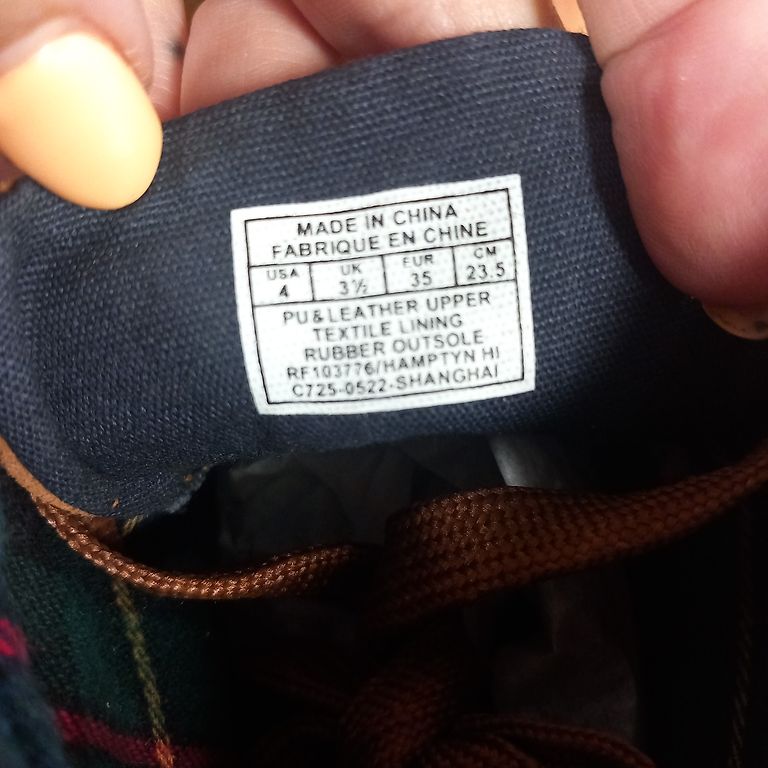 MADE IN CHINA
FABRIQUE EN CHINE
USA UK EUR CM
4 3½ 35 23.5
PU & LEATHER UPPER
TEXTILE LINING
RUBBER OUTSOLE
RF103776/HAMPTYN HI
C725-0522-SHANGHAI